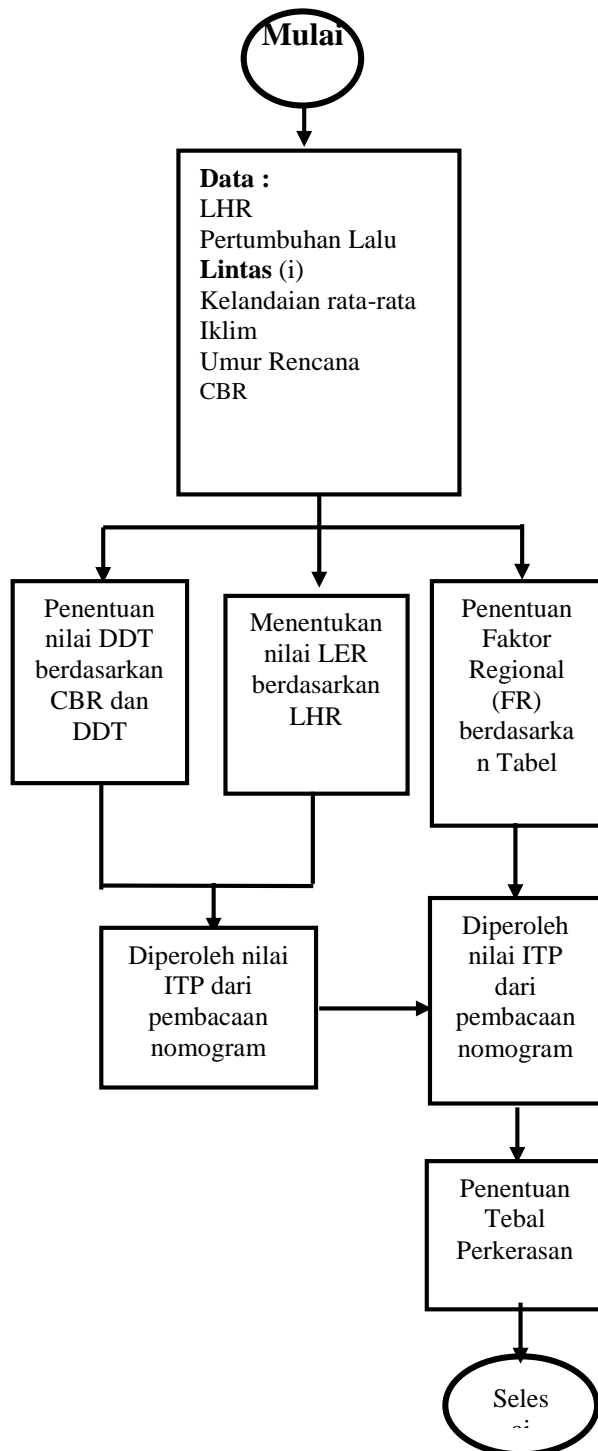 Mulai
Data :
LHR
Pertumbuhan Lalu
Lintas (i)
Kelandaian rata-rata
Iklim
Umur Rencana
CBR
Penentuan
nilai DDT
berdasarkan
CBR dan
DDT
Menentukan
nilai LER
berdasarkan
LHR
Penentuan
Faktor
Regional
(FR)
berdasarka
n Tabel
Diperoleh nilai
ITP dari
pembacaan
nomogram
Diperoleh
nilai ITP
dari
pembacaan
nomogram
Penentuan
Tebal
Perkerasan
Seles